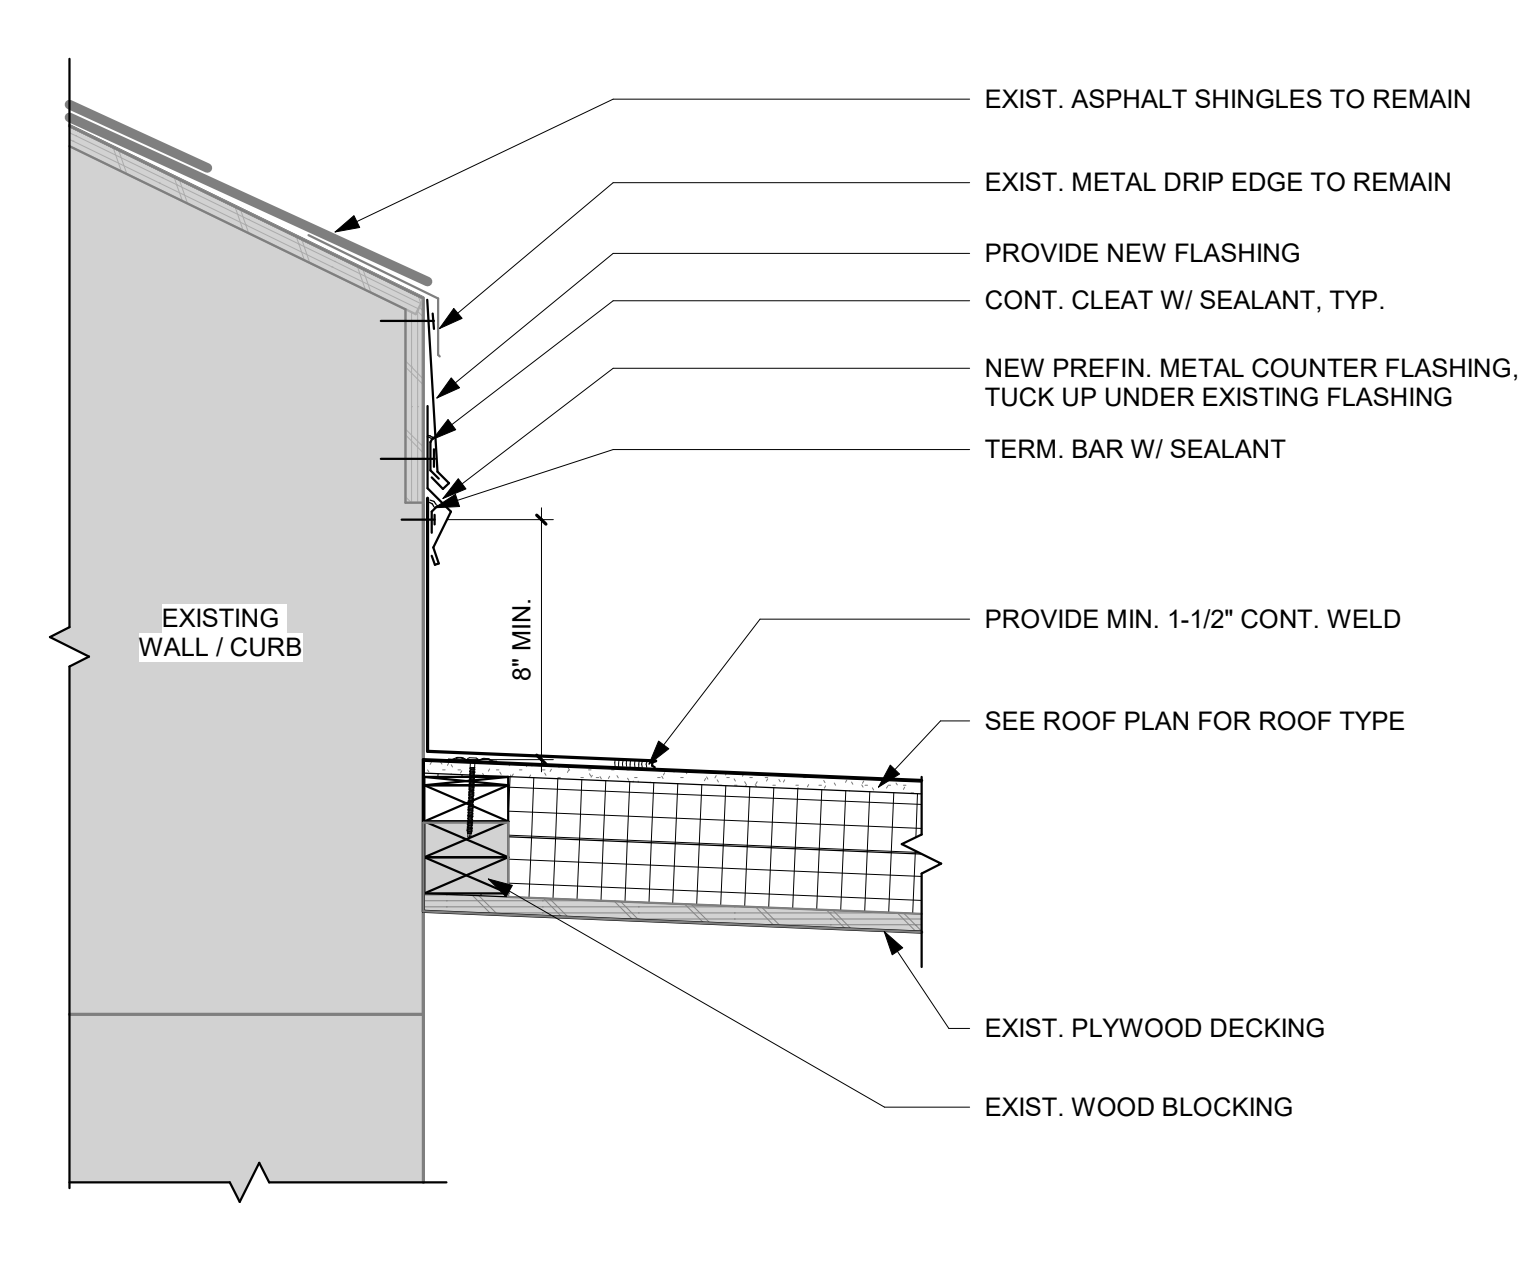 EXIST. ASPHALT SHINGLES TO REMAIN
EXIST. METAL DRIP EDGE TO REMAIN
PROVIDE NEW FLASHING
CONT. CLEAT W/ SEALANT, TYP.
NEW PREFIN. METAL COUNTER FLASHING,
TUCK UP UNDER EXISTING FLASHING
TERM. BAR W/ SEALANT
EXISTING
WALL / CURB
8" MIN.
PROVIDE MIN. 1-1/2" CONT. WELD
SEE ROOF PLAN FOR ROOF TYPE
EXIST. PLYWOOD DECKING
EXIST. WOOD BLOCKING